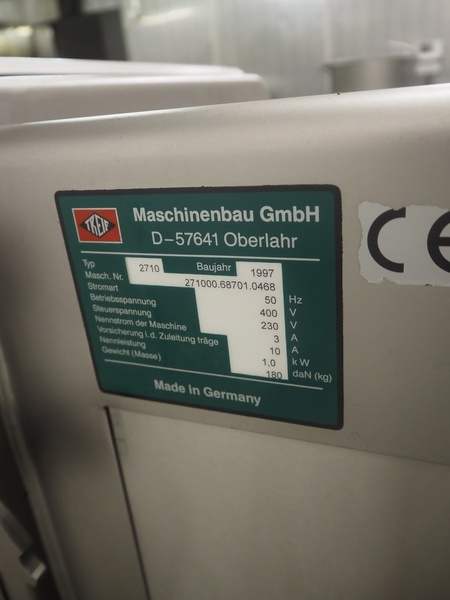 TREIF
Maschinenbau GmbH
D-57641 Oberlahr
Typ 2710 Baujahr 1997
Masch. Nr. 271000.68701.0468
Stromart 50 Hz
Betriebsspannung 400 V
Steuerspannung 230 V
Nennstrom der Maschine 3 A
Vorsicherung i.d. Zuleitung träge 10 A
Nennleistung 1,0 kW
Gewicht (Masse) 180 daN (kg)
Made in Germany
CE